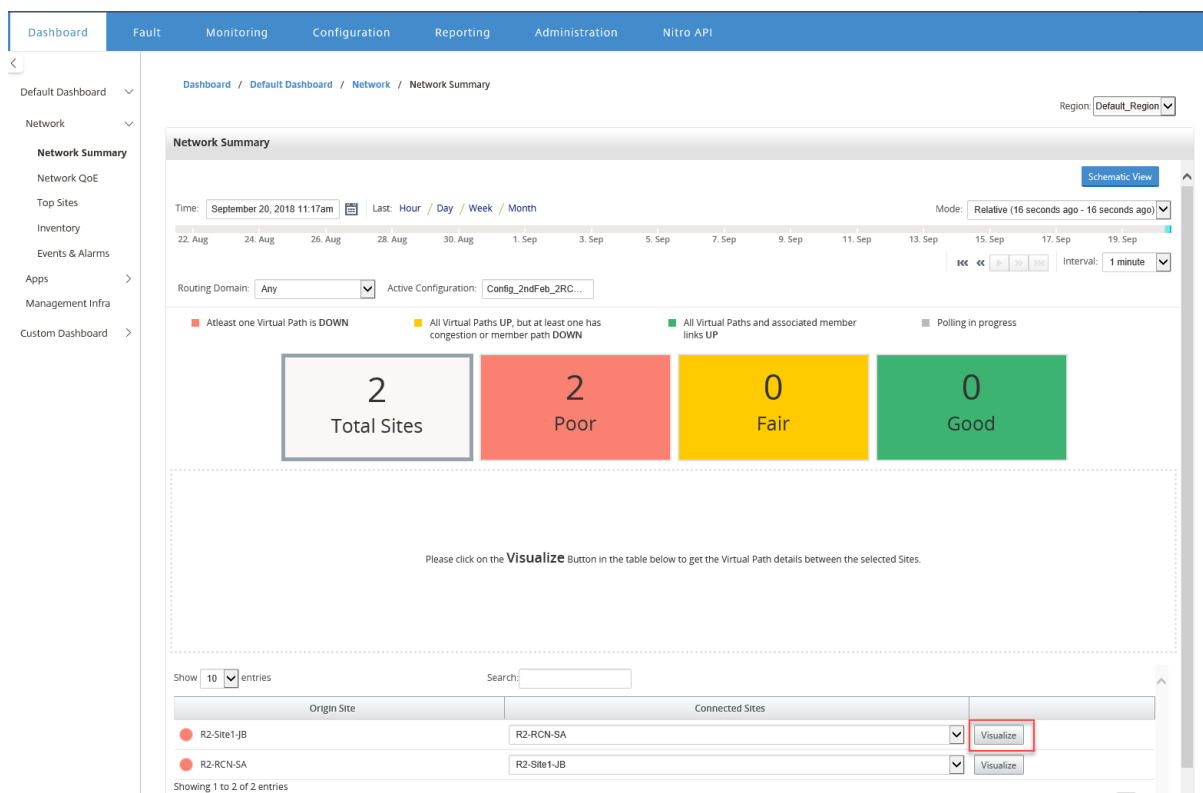 Dashboard Fault Monitoring Configuration Reporting Administration Nitro API
Default Dashboard
Network
Network Summary
Network QoE
Top Sites
Inventory
Events & Alarms
Apps
Management Infra
Custom Dashboard
Dashboard / Default Dashboard / Network / Network Summary
Region: Default_Region
Network Summary
Schematic View
Time: September 20, 2018 11:17am Last: Hour / Day / Week / Month
Mode: Relative (16 seconds ago - 16 seconds ago)
22. Aug 24. Aug 26. Aug 28. Aug 30. Aug 1. Sep 3. Sep 5. Sep 7. Sep 9. Sep 11. Sep 13. Sep 15. Sep 17. Sep 19. Sep
Interval: 1 minute
Routing Domain: Any Active Configuration: Config_2ndFeb_2RC...
Atleast one Virtual Path is DOWN
All Virtual Paths UP, but at least one has
congestion or member path DOWN
All Virtual Paths and associated member
links UP
Polling in progress
2
Total Sites
2
Poor
0
Fair
0
Good
Please click on the Visualize Button in the table below to get the Virtual Path details between the selected Sites.
Show 10 entries Search:
Origin Site Connected Sites
R2-Site1-JB R2-RCN-SA Visualize
R2-RCN-SA R2-Site1-JB Visualize
Showing 1 to 2 of 2 entries